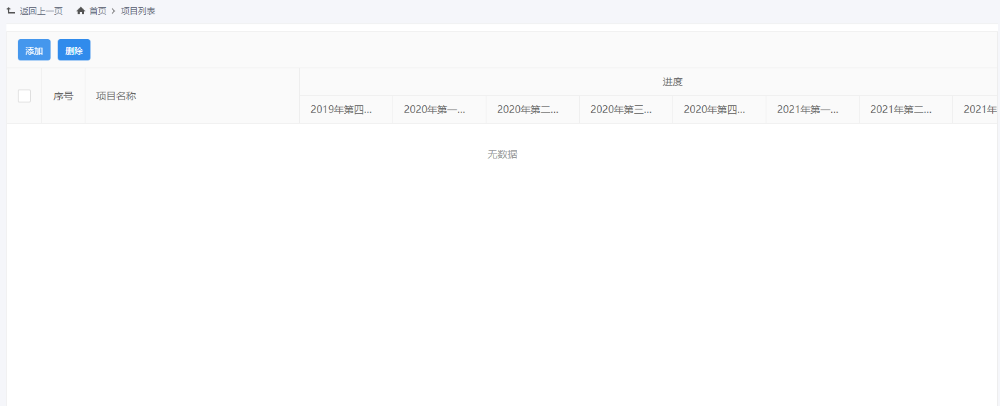 返回上一页 首页 > 项目列表
添加 删除
序号 项目名称 进度
2019年第四... 2020年第一... 2020年第二... 2020年第三... 2020年第四... 2021年第一... 2021年第二... 2021年
无数据